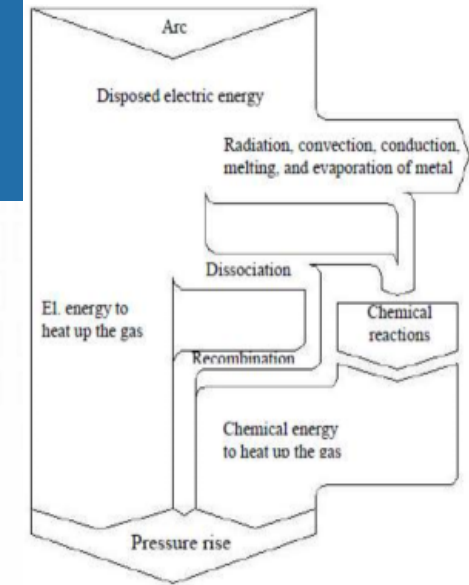 Arc
Disposed electric energy
Radiation, convection, conduction,
melting, and evaporation of metal
Dissociation
El. energy to
heat up the gas
Chemical
reactions
Recombination
Chemical energy
to heat up the gas
Pressure rise